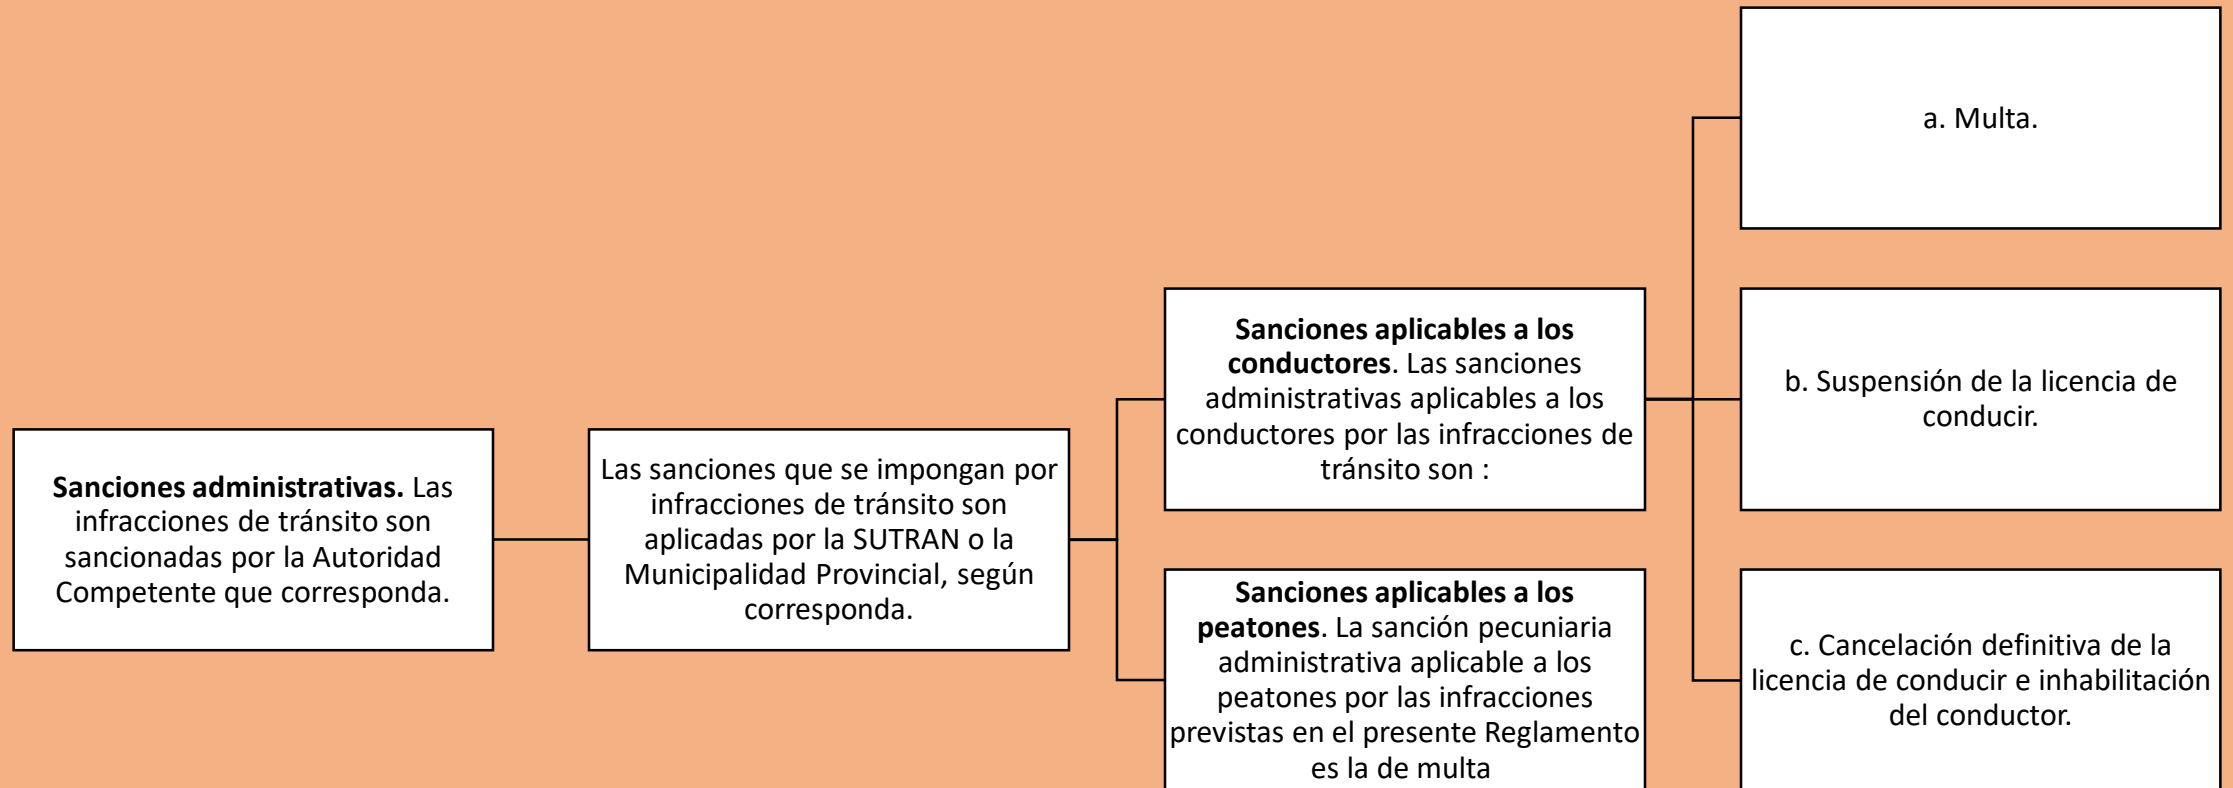 Sanciones administrativas. Las
infracciones de tránsito son
sancionadas por la Autoridad
Competente que corresponda.
Las sanciones que se impongan por
infracciones de tránsito son
aplicadas por la SUTRAN o la
Municipalidad Provincial, según
corresponda.
Sanciones aplicables a los
conductores. Las sanciones
administrativas aplicables a los
conductores por las infracciones de
tránsito son :
Sanciones aplicables a los
peatones. La sanción pecuniaria
administrativa aplicable a los
peatones por las infracciones
previstas en el presente Reglamento
es la de multa
a. Multa.
b. Suspensión de la licencia de
conducir.
c. Cancelación definitiva de la
licencia de conducir e inhabilitación
del conductor.